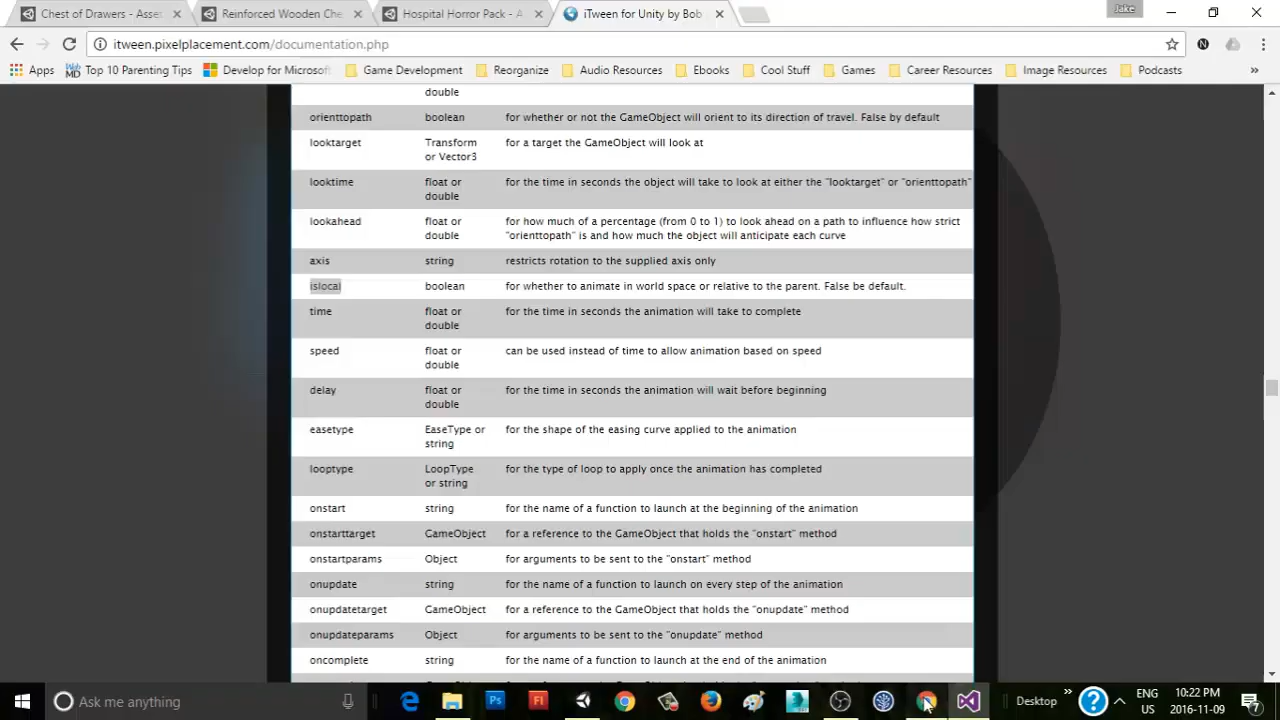 Chest of Drawers - Asse
Reinforced Wooden Che
Hospital Horror Pack - A
iTween for Unity by Bob
Jake
itween.pixelplacement.com/documentation.php
Apps
Top 10 Parenting Tips
Develop for Microsof
Game Development
Reorganize
Audio Resources
Ebooks
Cool Stuff
Games
Career Resources
Image Resources
Podcasts
double
orienttopath boolean for whether or not the GameObject will orient to its direction of travel. False by default
looktarget Transform or Vector3 for a target the GameObject will look at
looktime float or double for the time in seconds the object will take to look at either the "looktarget" or "orienttopath"
lookahead float or double for how much of a percentage (from 0 to 1) to look ahead on a path to influence how strict
"orienttopath" is and how much the object will anticipate each curve
axis string restricts rotation to the supplied axis only
islocal boolean for whether to animate in world space or relative to the parent. False be default.
time float or double for the time in seconds the animation will take to complete
speed float or double can be used instead of time to allow animation based on speed
delay float or double for the time in seconds the animation will wait before beginning
easetype EaseType or string for the shape of the easing curve applied to the animation
looptype LoopType or string for the type of loop to apply once the animation has completed
onstart string for the name of a function to launch at the beginning of the animation
onstarttarget GameObject for a reference to the GameObject that holds the "onstart" method
onstartparams Object for arguments to be sent to the "onstart" method
onupdate string for the name of a function to launch on every step of the animation
onupdatetarget GameObject for a reference to the GameObject that holds the "onupdate" method
onupdateparams Object for arguments to be sent to the "onupdate" method
oncomplete string for the name of a function to launch at the end of the animation
Ask me anything
Desktop
ENG
IN
10:22 PM
2016-11-09